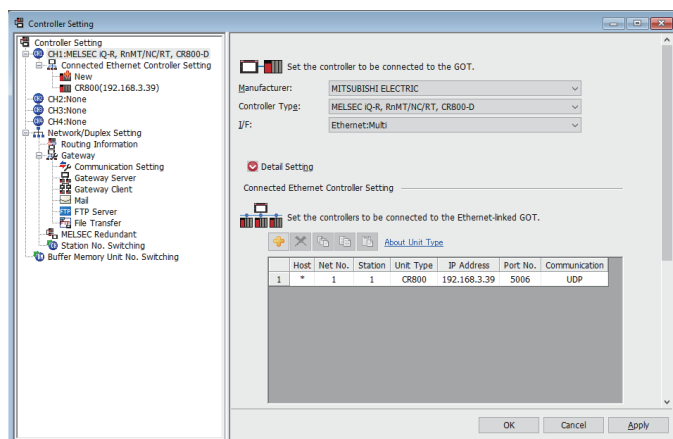 Controller Setting
Controller Setting
CH1:MELSEC iQ-R, RnMT/NC/RT, CR800-D
Connected Ethernet Controller Setting
New
CR800(192.168.3.39)
CH2:None
CH3:None
CH4:None
Network/Duplex Setting
Routing Information
Gateway
Communication Setting
Gateway Server
Gateway Client
Mail
FTP Server
File Transfer
MELSEC Redundant
Station No. Switching
Buffer Memory Unit No. Switching
Set the controller to be connected to the GOT.
Manufacturer: MITSUBISHI ELECTRIC
Controller Type: MELSEC iQ-R, RnMT/NC/RT, CR800-D
I/F: Ethernet:Multi
Detail Setting
Connected Ethernet Controller Setting
Set the controllers to be connected to the Ethernet-linked GOT.
About Unit Type
Host Net No. Station Unit Type IP Address Port No. Communication
1 * 1 1 CR800 192.168.3.39 5006 UDP
OK Cancel Apply